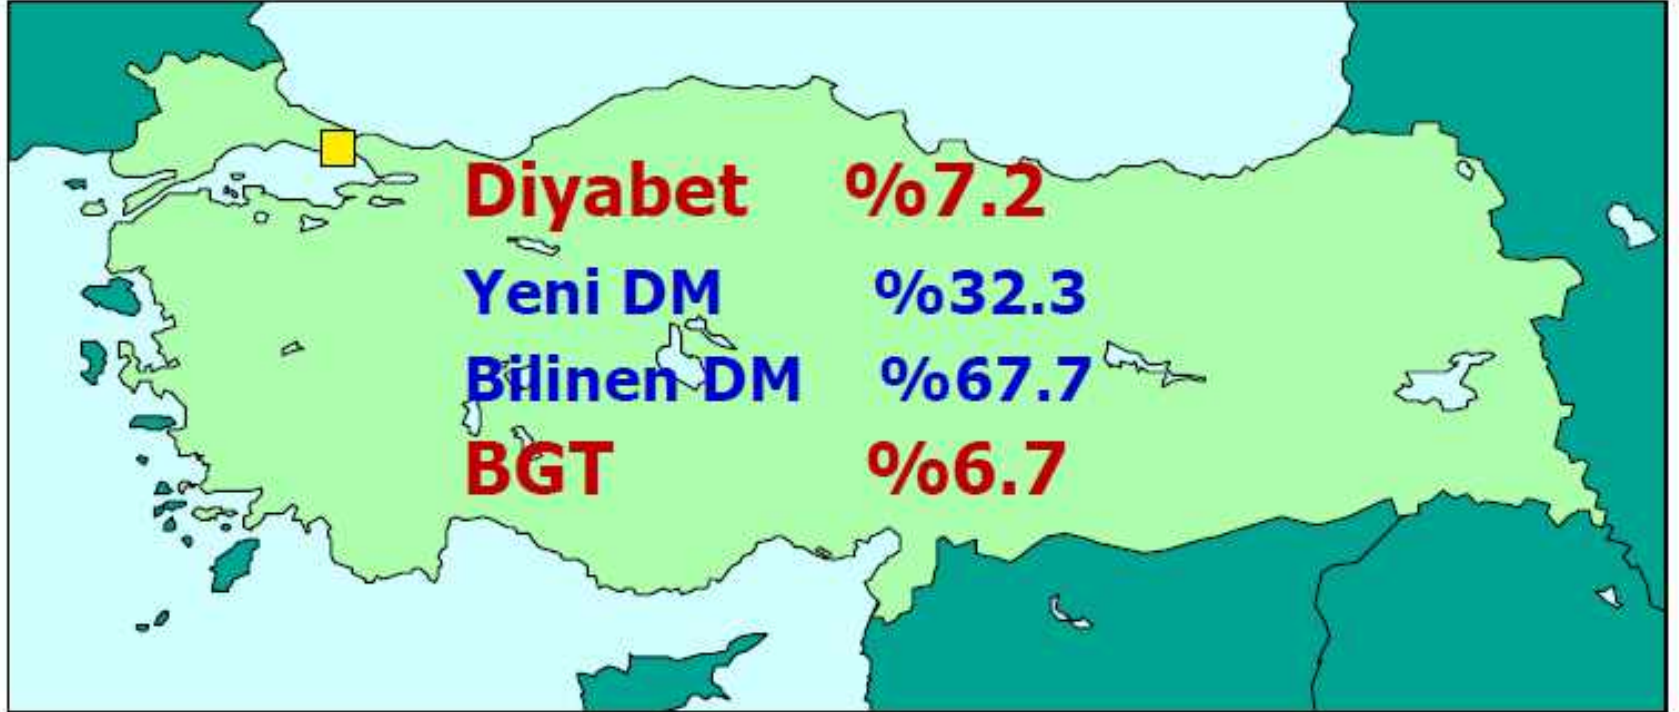 Diyabet %7.2
Yeni DM %32.3
Bilinen DM %67.7
BGT %6.7